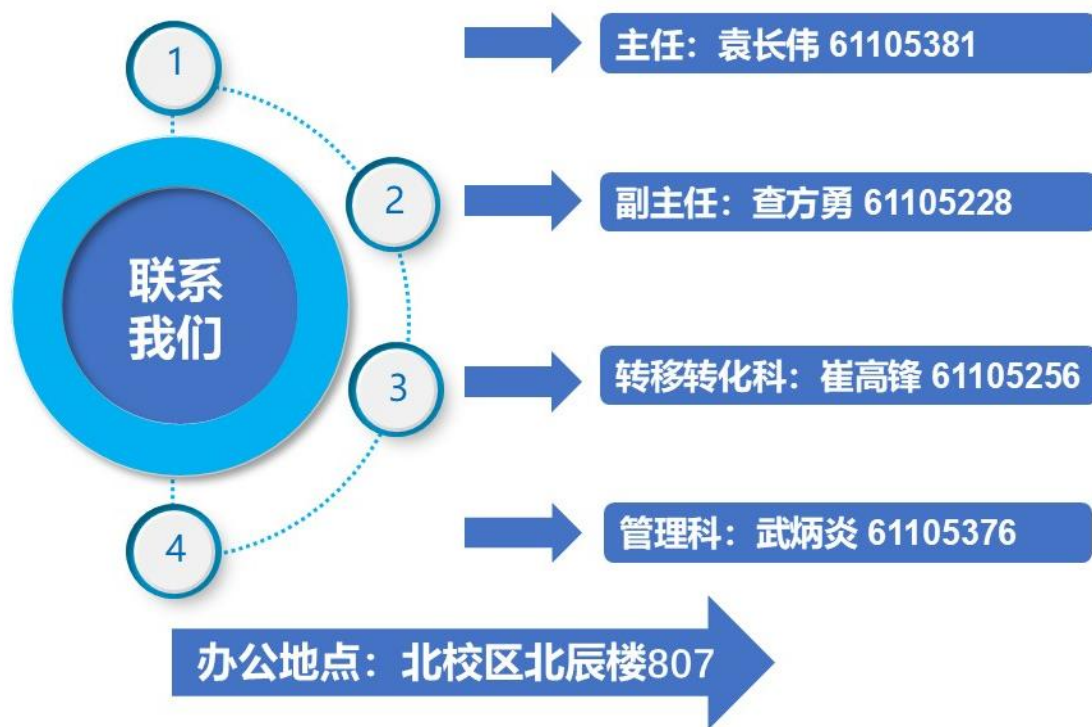 联系
我们
1
主任：袁长伟 61105381
2
副主任：查方勇 61105228
3
转移转化科：崔高锋 61105256
4
管理科：武炳炎 61105376
办公地点：北校区北辰楼807